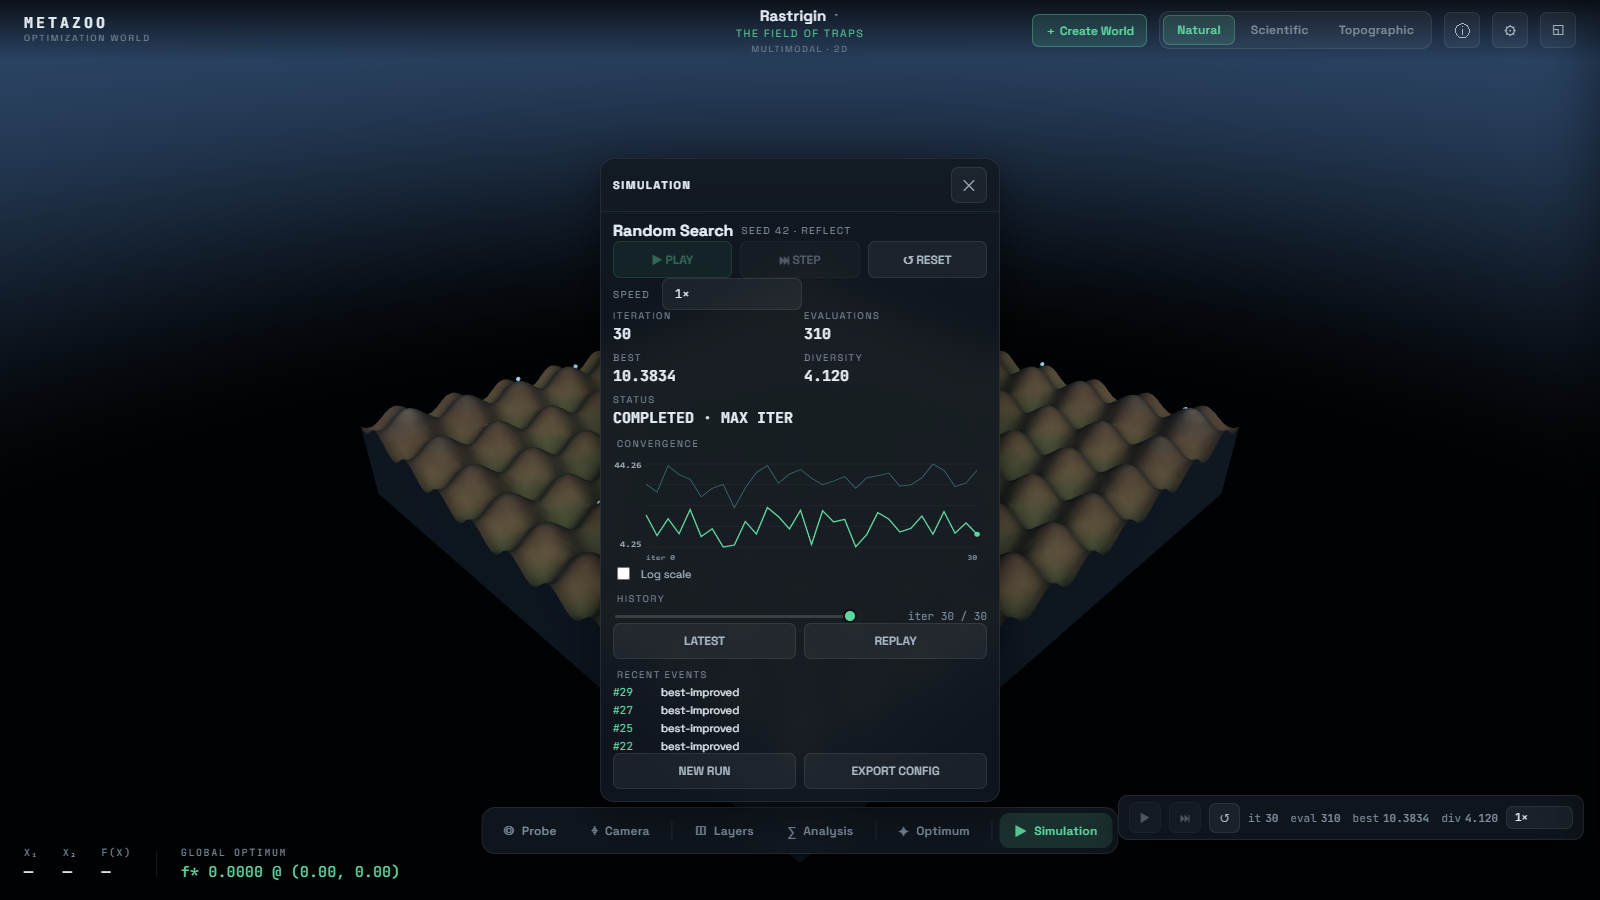 METAZOO
OPTIMIZATION WORLD
Rastrigin
THE FIELD OF TRAPS
MULTIMODAL · 2D
+ Create World
Natural
Scientific
Topographic
SIMULATION
Random Search SEED 42 · REFLECT
▶ PLAY
⏭ STEP
↺ RESET
SPEED 1×
ITERATION EVALUATIONS
30 310
BEST DIVERSITY
10.3834 4.120
STATUS
COMPLETED · MAX ITER
CONVERGENCE
44.26
4.25
iter 0 30
Log scale
HISTORY
iter 30 / 30
LATEST REPLAY
RECENT EVENTS
#29 best-improved
#27 best-improved
#25 best-improved
#22 best-improved
NEW RUN EXPORT CONFIG
Probe
Camera
Layers
∑ Analysis
Optimum
▶ Simulation
it 30 eval 310 best 10.3834 div 4.120 1×
X₁ X₂ F(X) GLOBAL OPTIMUM
— — — f* 0.0000 @ (0.00, 0.00)